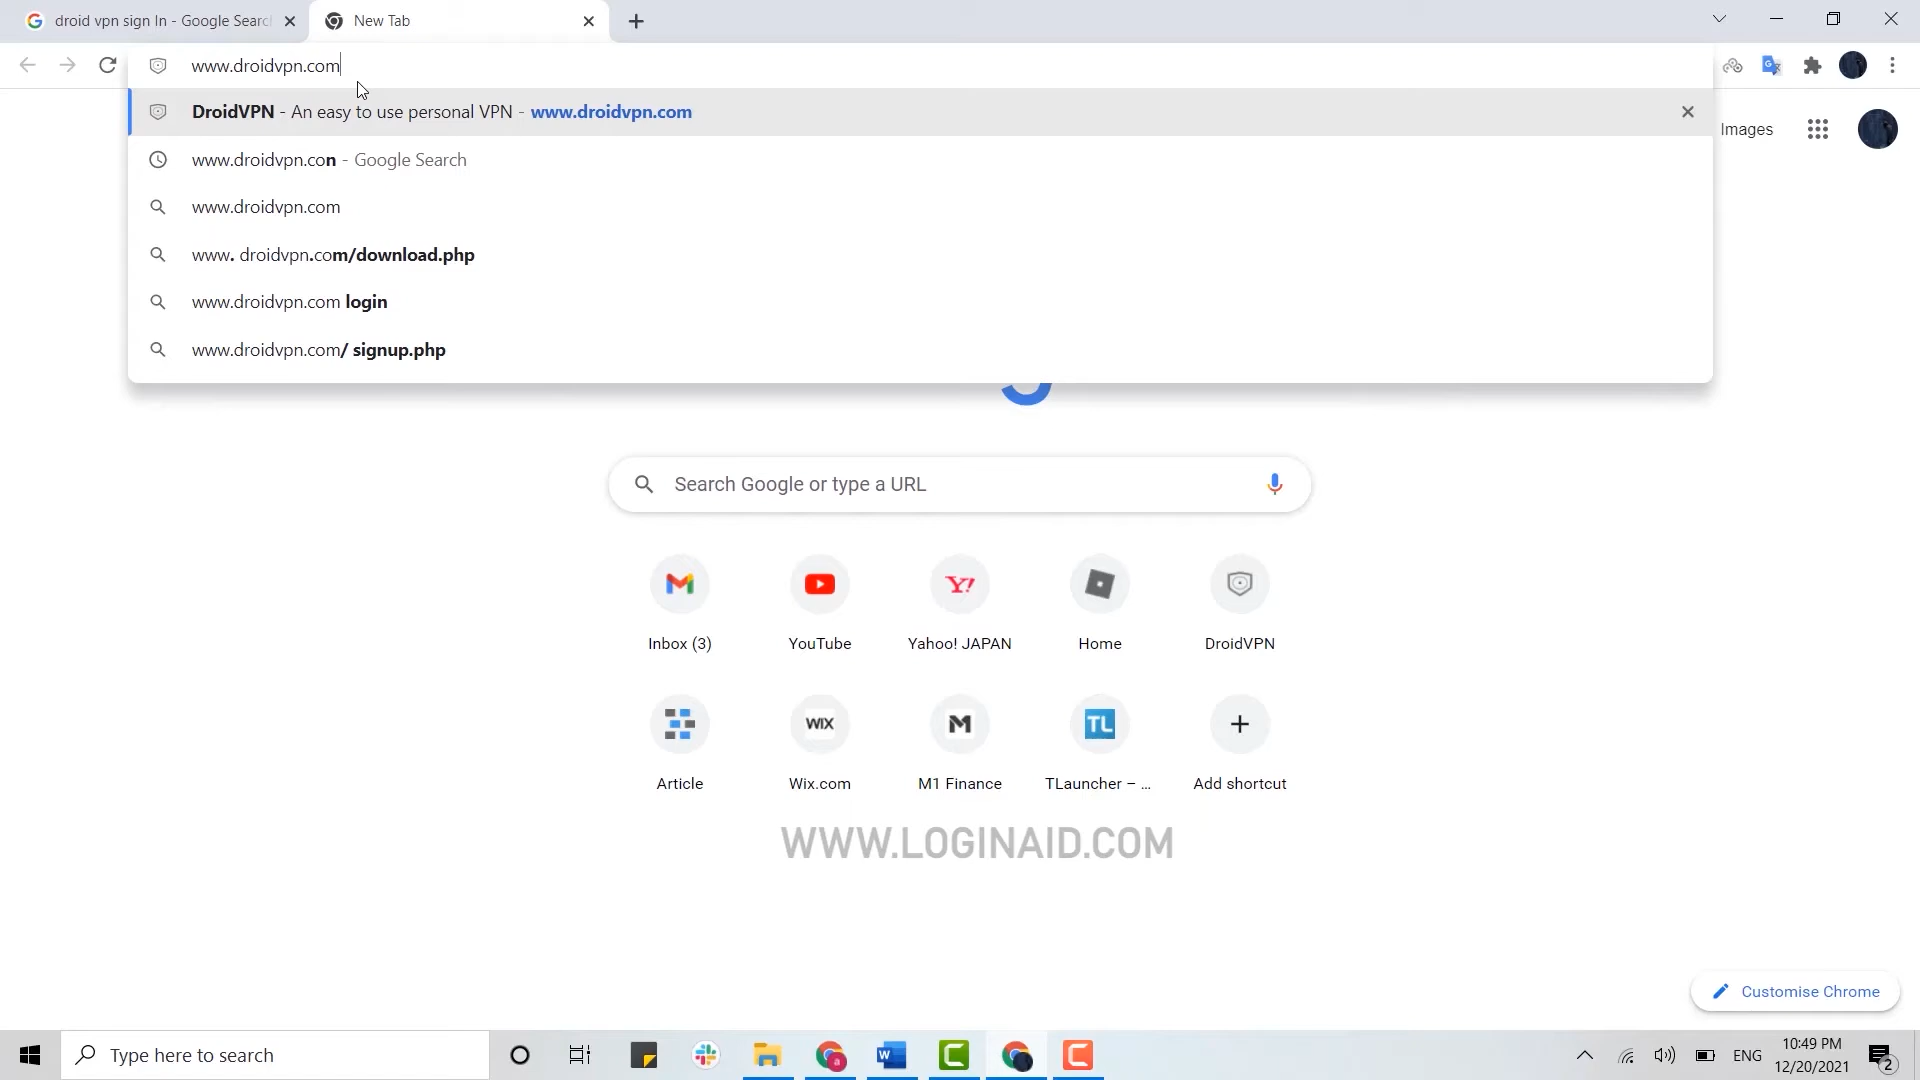 droid vpn sign In - Google Searc
New Tab
www.droidvpn.com
DroidVPN - An easy to use personal VPN - www.droidvpn.com
www.droidvpn.con - Google Search
www.droidvpn.com
www. droidvpn.com/download.php
www.droidvpn.com login
www.droidvpn.com/ signup.php
Images
Search Google or type a URL
Inbox (3)
YouTube
Yahoo! JAPAN
Home
DroidVPN
Article
Wix.com
M1 Finance
TLauncher – ...
Add shortcut
WWW.LOGINAID.COM
Customise Chrome
Type here to search
ENG
10:49 PM
12/20/2021
2